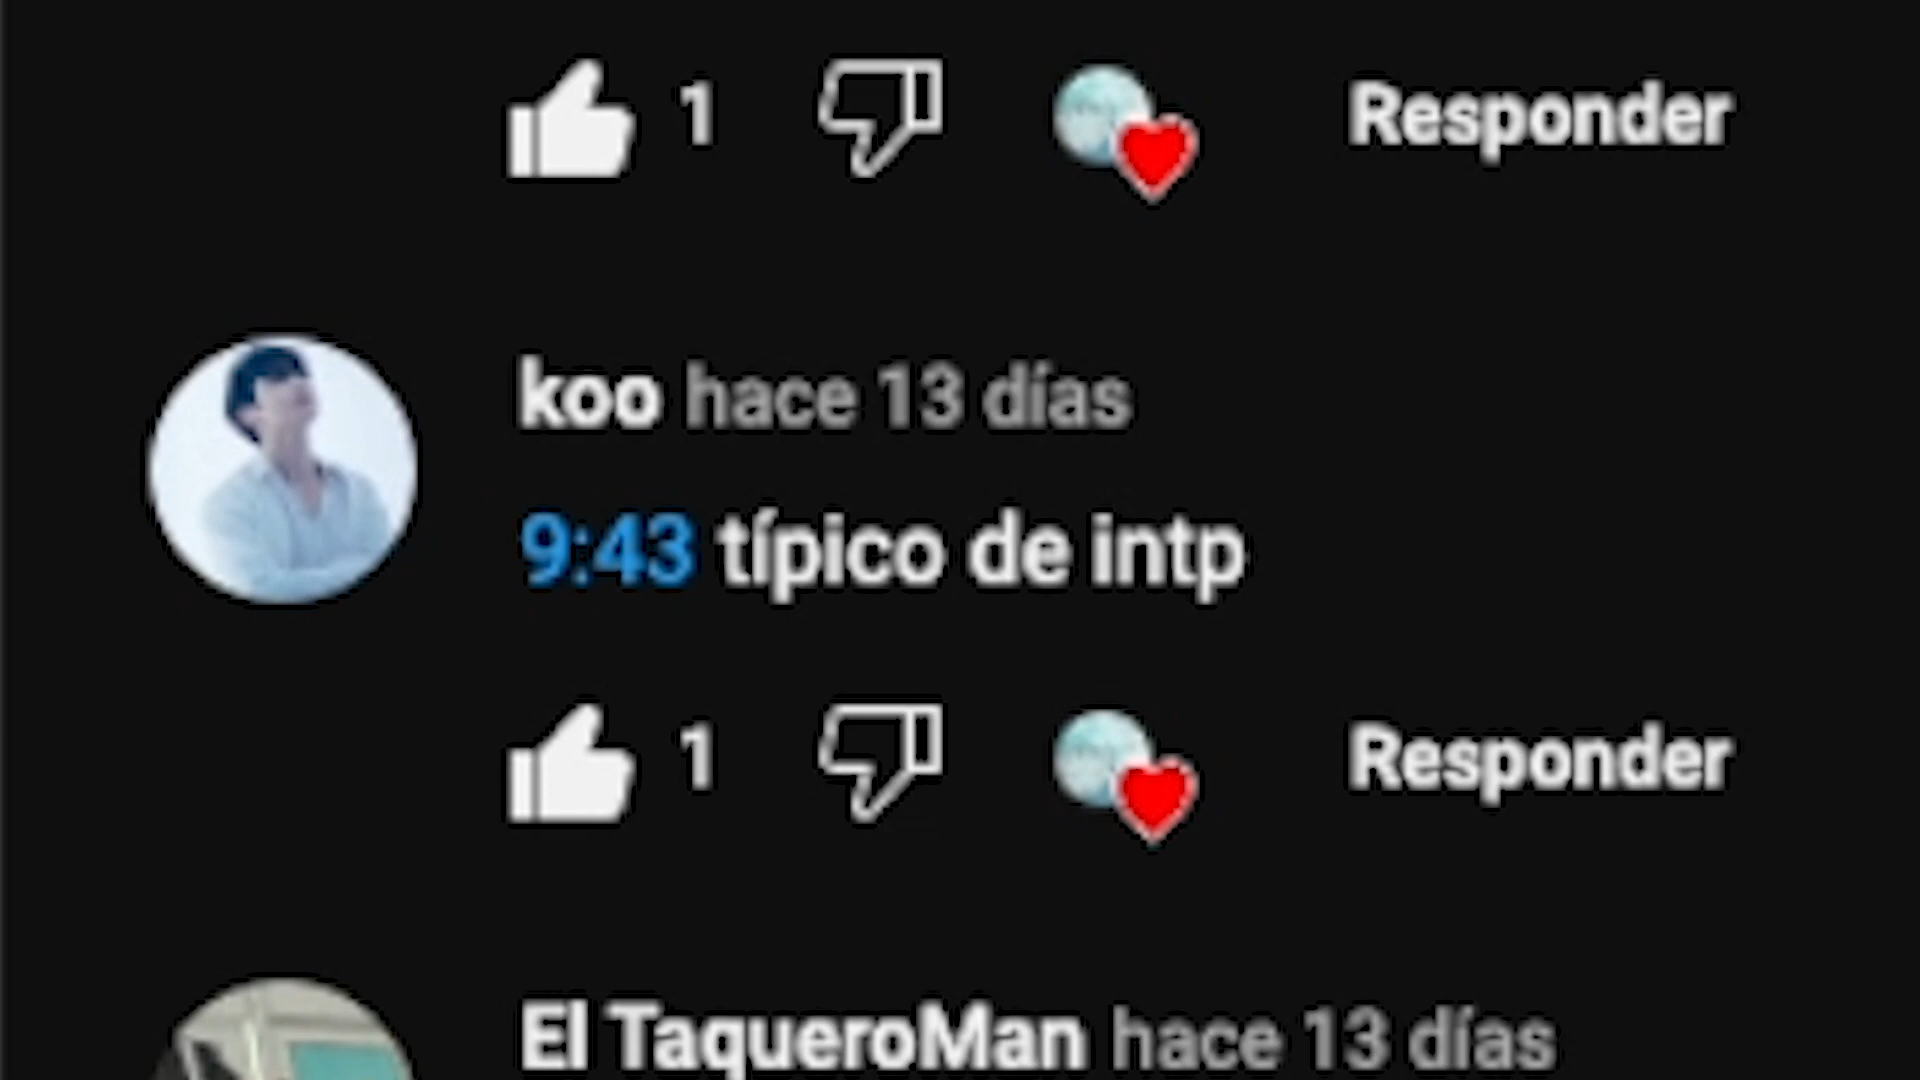 1 Responder
koo hace 13 días
9:43 típico de intp
1 Responder
El TaqueroMan hace 13 días